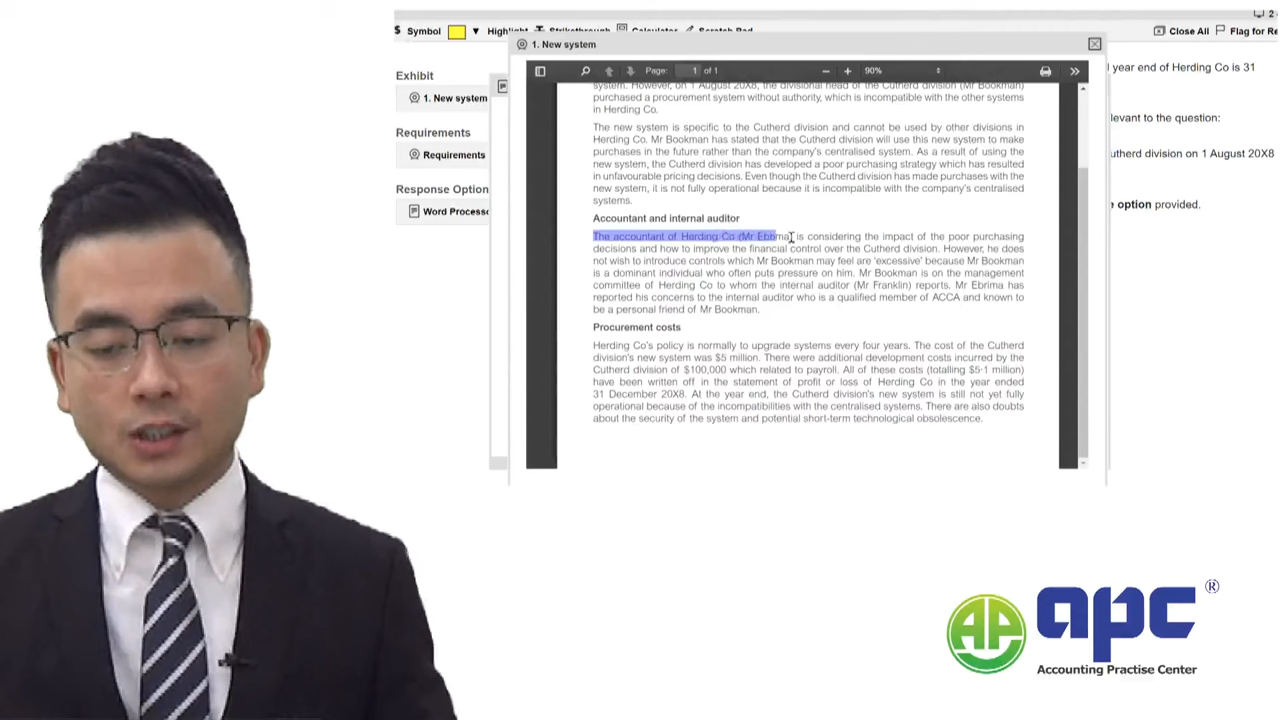 2
$ Symbol
Highlight
Strikethrough
Calculator
Scratch Pad
Close All
Flag for Re
1. New system
Exhibit
1. New system
Requirements
Requirements
Response Option
Word Processo
Page: 1 of 1
90%
system. However, on 1 August 20X8, the divisional head of the Cutherd division (Mr Bookman)
purchased a procurement system without authority, which is incompatible with the other systems
in Herding Co.
The new system is specific to the Cutherd division and cannot be used by other divisions in
Herding Co. Mr Bookman has stated that the Cutherd division will use this new system to make
purchases in the future rather than the company's centralised system. As a result of using the
new system, the Cutherd division has developed a poor purchasing strategy which has resulted
in unfavourable pricing decisions. Even though the Cutherd division has made purchases with the
new system, it is not fully operational because it is incompatible with the company's centralised
systems.
Accountant and internal auditor
The accountant of Herding Co (Mr Ebrima) is considering the impact of the poor purchasing
decisions and how to improve the financial control over the Cutherd division. However, he does
not wish to introduce controls which Mr Bookman may feel are 'excessive' because Mr Bookman
is a dominant individual who often puts pressure on him. Mr Bookman is on the management
committee of Herding Co to whom the internal auditor (Mr Franklin) reports. Mr Ebrima has
reported his concerns to the internal auditor who is a qualified member of ACCA and known to
be a personal friend of Mr Bookman.
Procurement costs
Herding Co's policy is normally to upgrade systems every four years. The cost of the Cutherd
division's new system was $5 million. There were additional development costs incurred by the
Cutherd division of $100,000 which related to payroll. All of these costs (totalling $5·1 million)
have been written off in the statement of profit or loss of Herding Co in the year ended
31 December 20X8. At the year end, the Cutherd division's new system is still not yet fully
operational because of the incompatibilities with the centralised systems. There are also doubts
about the security of the system and potential short-term technological obsolescence.
l year end of Herding Co is 31
levant to the question:
utherd division on 1 August 20X8
e option provided.
AP
apc ®
Accounting Practise Center